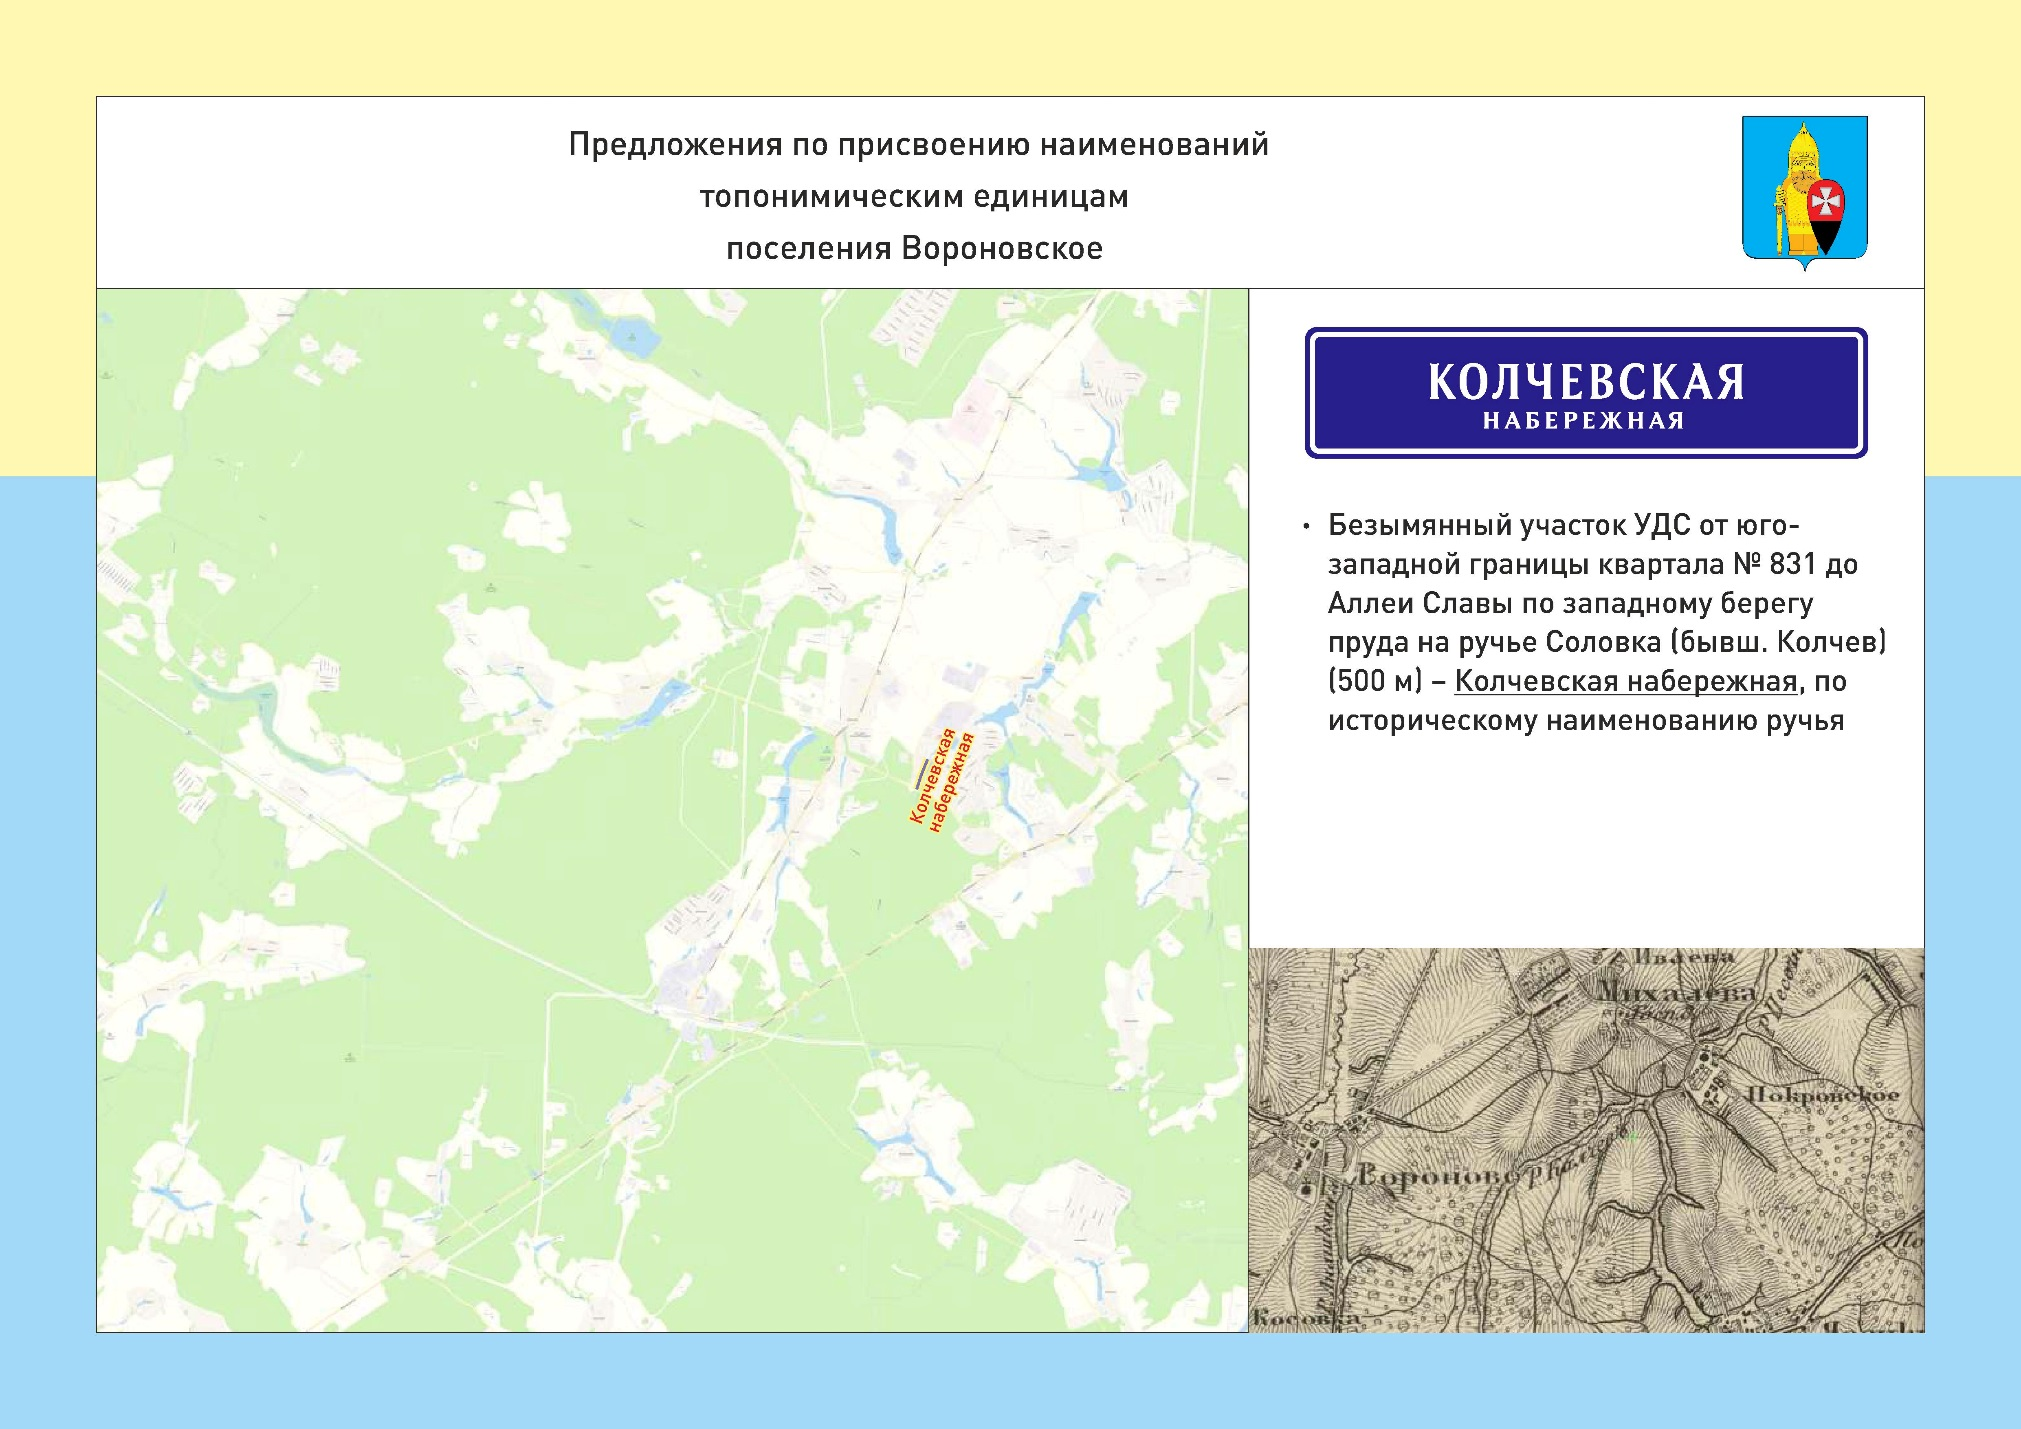 Предложения по присвоению наименований
топонимическим единицам
поселения Вороновское
КОЛЧЕВСКАЯ
НАБЕРЕЖНАЯ
• Безымянный участок УДС от юго-
западной границы квартала № 831 до
Аллеи Славы по западному берегу
пруда на ручье Соловка (бывш. Колчев)
(500 м) – Колчевская набережная, по
историческому наименованию ручья
Колчевская
набережная
Иваева
Михалева
Покровское
Вороново